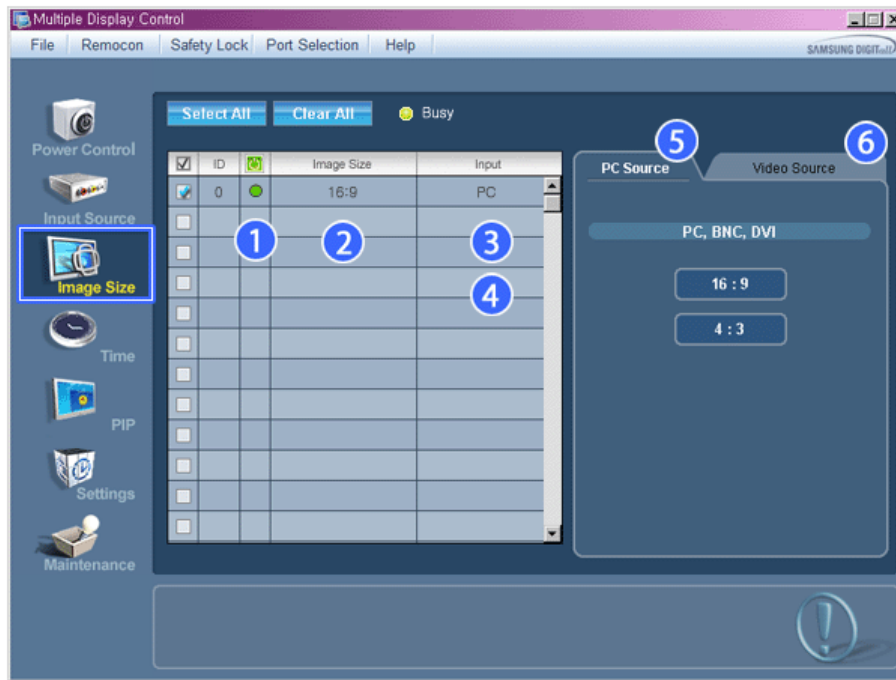 Multiple Display Control
File Remocon Safety Lock Port Selection Help
SAMSUNG DIGITall
Select All Clear All Busy
Power Control
Input Source
Image Size
Time
PIP
Settings
Maintenance
ID Image Size Input
0 16:9 PC
1 2 3
4
5 6
PC Source Video Source
PC, BNC, DVI
16 : 9
4 : 3